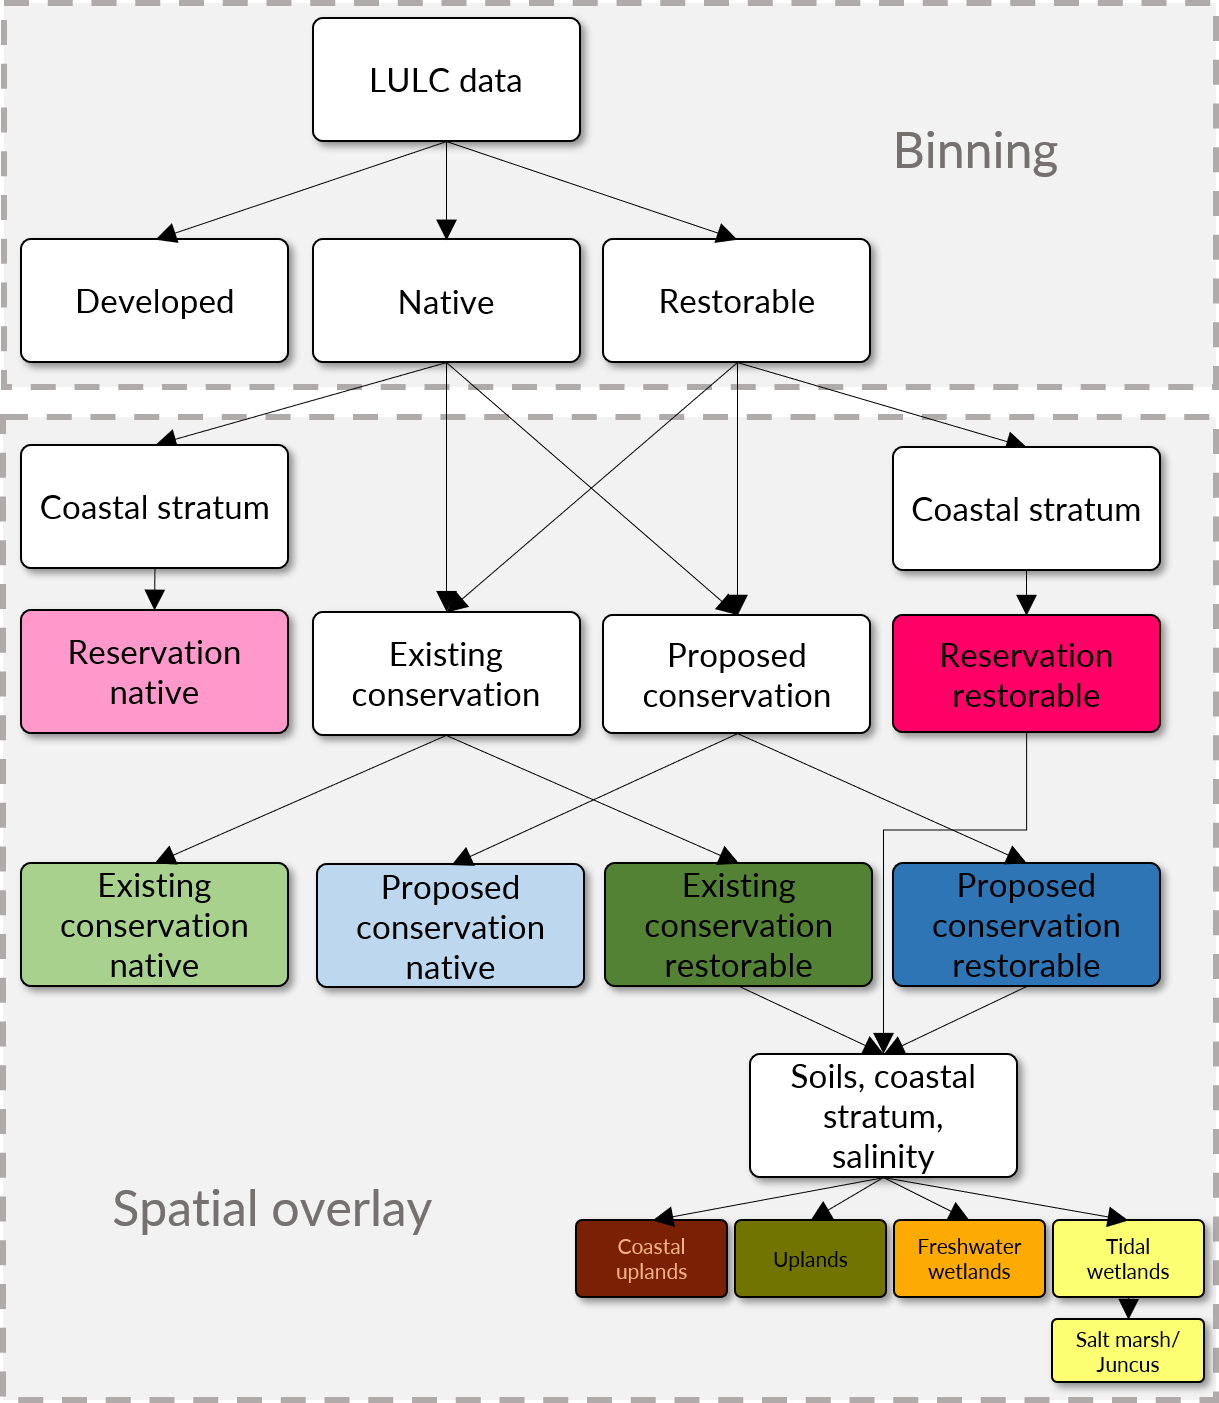 LULC data
Binning
Developed
Native
Restorable
Coastal stratum
Coastal stratum
Reservation
native
Existing
conservation
Proposed
conservation
Reservation
restorable
Existing
conservation
native
Proposed
conservation
native
Existing
conservation
restorable
Proposed
conservation
restorable
Soils, coastal
stratum,
salinity
Spatial overlay
Coastal
uplands
Uplands
Freshwater
wetlands
Tidal
wetlands
Salt marsh/
Juncus